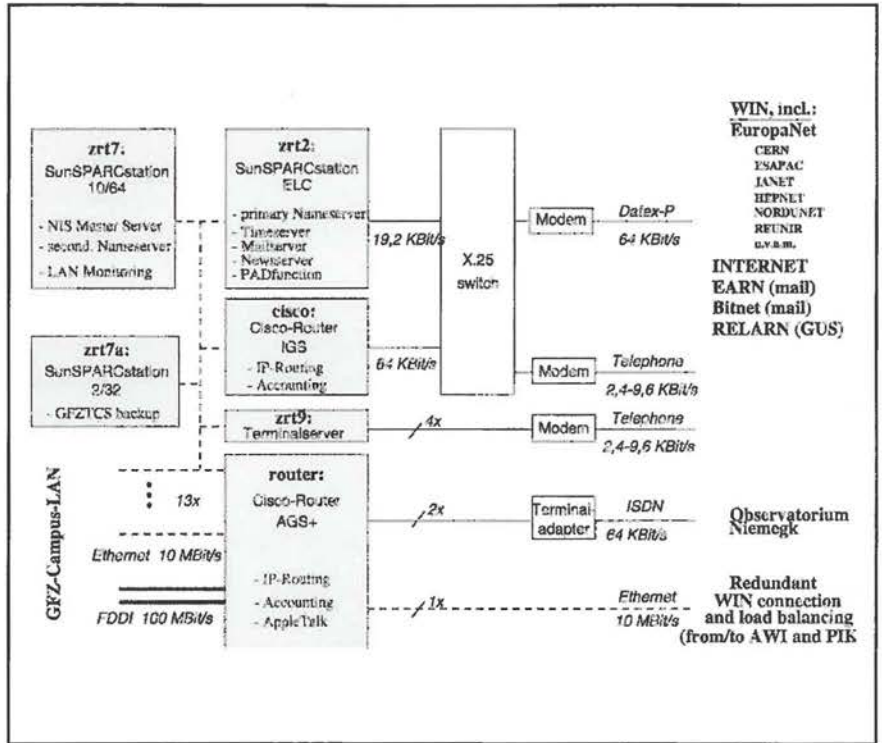 zrt7:
SunSPARCstation
10/64
- NIS Master Server
- second. Nameserver
- LAN Monitoring
zrt7a:
SunSPARCstation
2/32
- GFZTCS backup
zrt2:
SunSPARCstation
ELC
- primary Nameserver
- Timeserver
- Mailserver
- Newsserver
- PADfunction
19,2 KBit/s
cisco:
Cisco-Router
IGS
- IP-Routing
- Accounting
64 KBit/s
zrt9:
Terminalserver
4x
router:
Cisco-Router
AGS+
- IP-Routing
- Accounting
- AppleTalk
2x
1x
GFZ-Campus-LAN
13x
Ethernet 10 MBit/s
FDDI 100 MBit/s
X.25
switch
Modem
Datex-P
64 KBit/s
Modem
Telephone
2,4-9,6 KBit/s
Modem
Telephone
2,4-9,6 KBit/s
Terminal-
adapter
ISDN
64 KBit/s
Ethernet
10 MBit/s
WIN, incl.:
EuropaNet
CERN
ESAPAC
JANET
HEPNET
NORDUNET
REUNIR
u.v.a.m.
INTERNET
EARN (mail)
Bitnet (mail)
RELARN (GUS)
Observatorium
Niemegk
Redundant
WIN connection
and load balancing
(from/to AWI and PIK